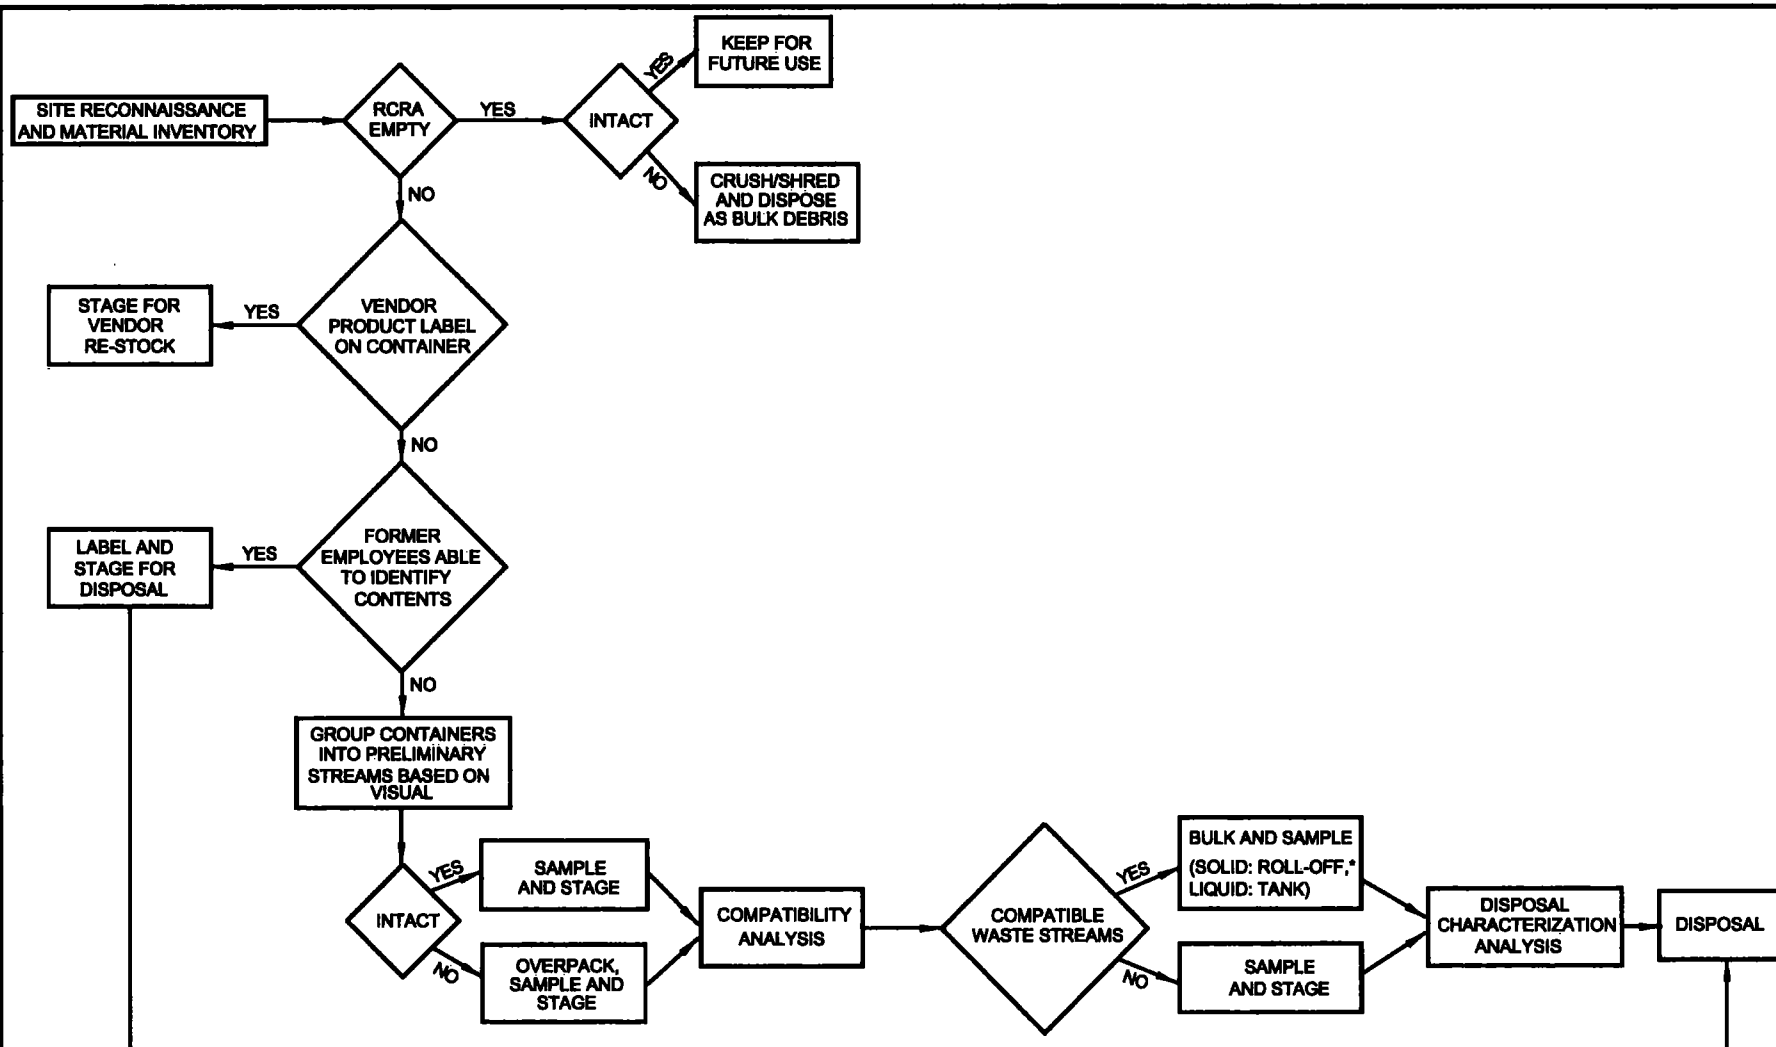 KEEP FOR
FUTURE USE
YES
SITE RECONNAISSANCE
AND MATERIAL INVENTORY
RCRA
EMPTY
YES
INTACT
NO
CRUSH/SHRED
AND DISPOSE
AS BULK DEBRIS
NO
STAGE FOR
VENDOR
RE-STOCK
YES
VENDOR
PRODUCT LABEL
ON CONTAINER
NO
LABEL AND
STAGE FOR
DISPOSAL
YES
FORMER
EMPLOYEES ABLE
TO IDENTIFY
CONTENTS
NO
GROUP CONTAINERS
INTO PRELIMINARY
STREAMS BASED ON
VISUAL
INTACT
YES
SAMPLE
AND STAGE
NO
OVERPACK,
SAMPLE AND
STAGE
COMPATIBILITY
ANALYSIS
COMPATIBLE
WASTE STREAMS
YES
BULK AND SAMPLE
(SOLID: ROLL-OFF,*
LIQUID: TANK)
NO
SAMPLE
AND STAGE
DISPOSAL
CHARACTERIZATION
ANALYSIS
DISPOSAL